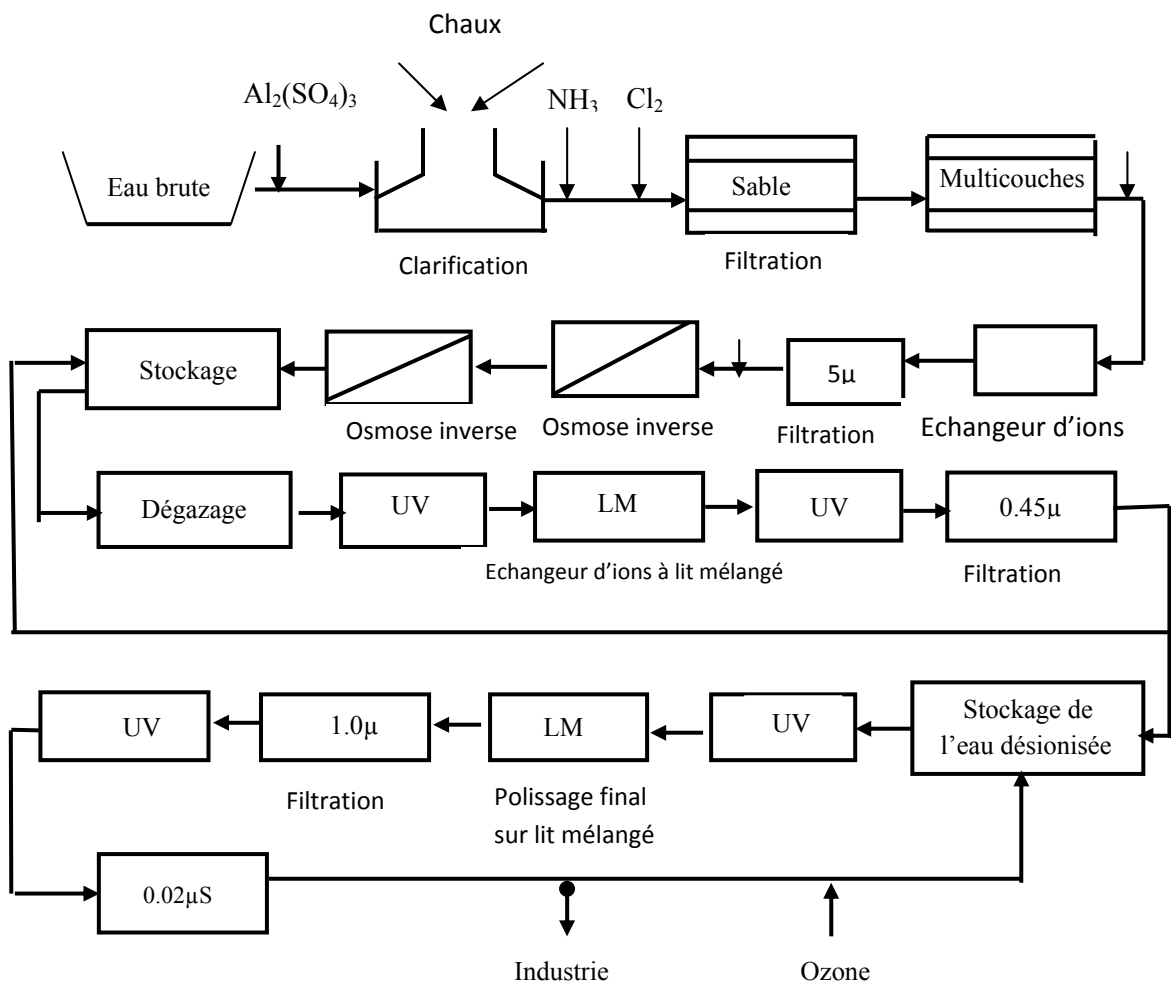 Chaux
Al₂(SO₄)₃
NH₃
Cl₂
Eau brute
Sable
Multicouches
Clarification
Filtration
Stockage
5µ
Osmose inverse
Osmose inverse
Filtration
Echangeur d'ions
Dégazage
UV
LM
UV
0.45µ
Echangeur d'ions à lit mélangé
Filtration
UV
1.0µ
LM
UV
Stockage de
l'eau désionisée
Filtration
Polissage final
sur lit mélangé
0.02µS
Industrie
Ozone